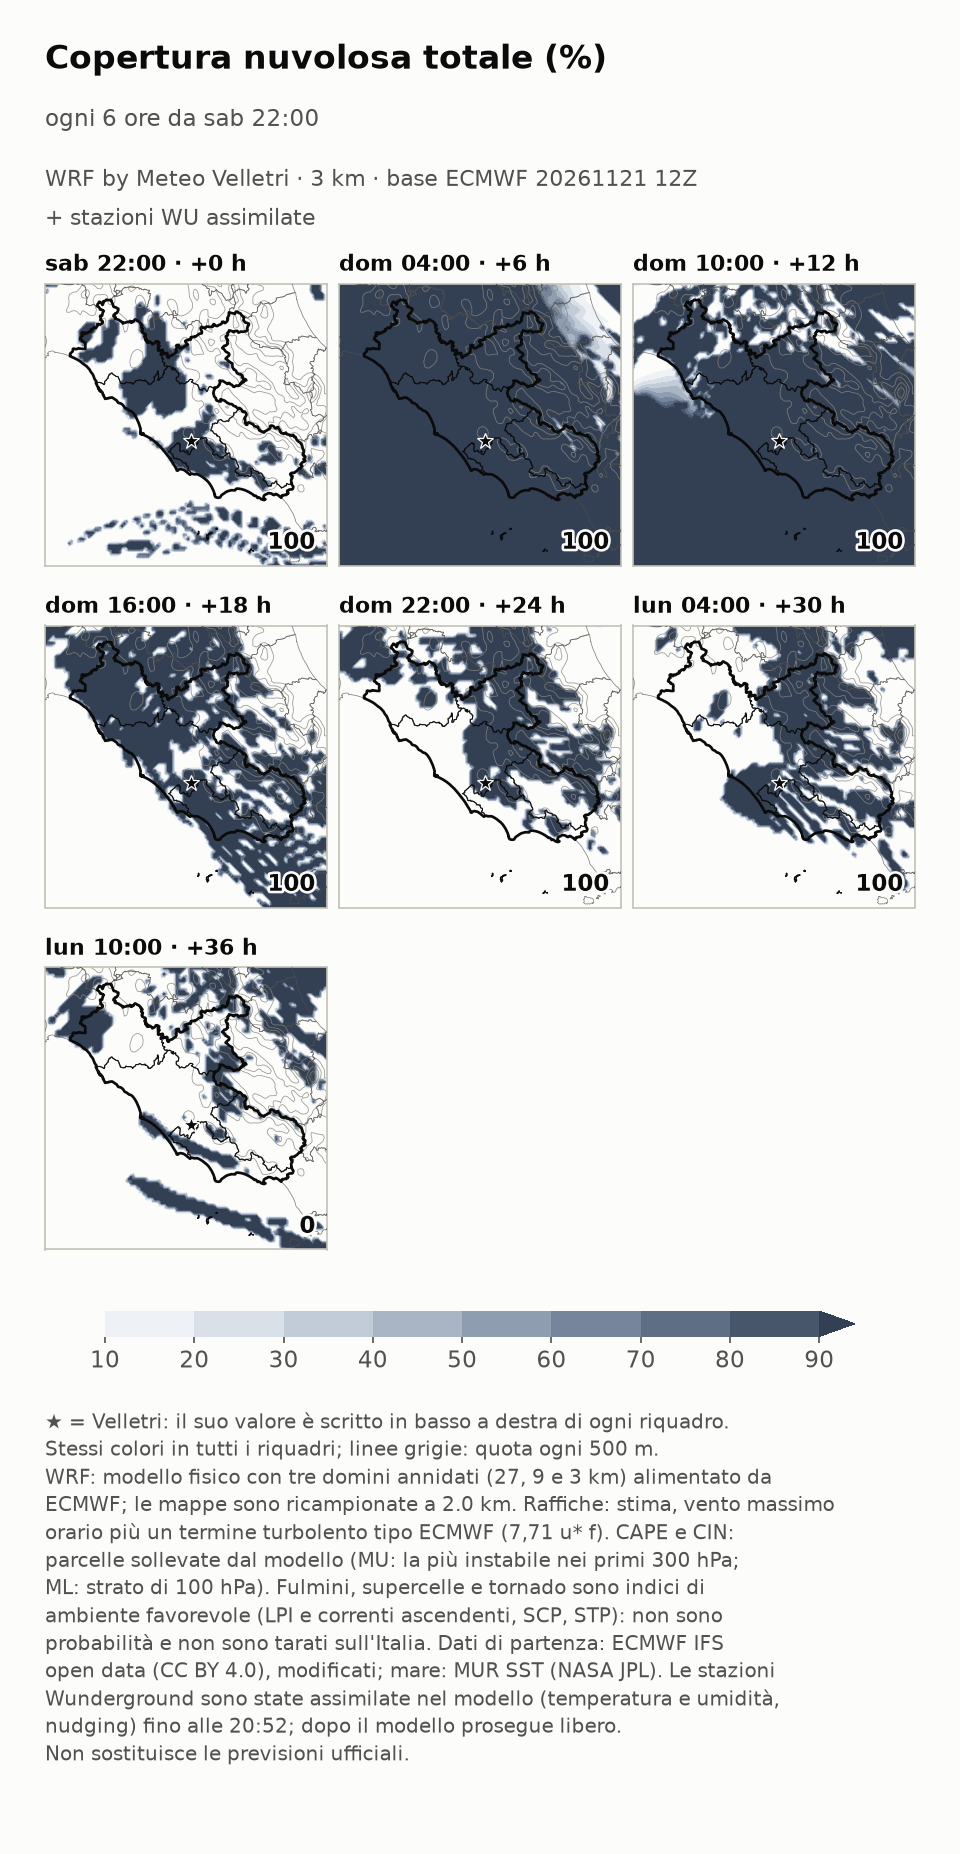 Copertura nuvolosa totale (%)
ogni 6 ore da sab 22:00
WRF by Meteo Velletri · 3 km · base ECMWF 20261121 12Z
+ stazioni WU assimilate
sab 22:00 · +0 h
dom 04:00 · +6 h
dom 10:00 · +12 h
100
100
100
dom 16:00 · +18 h
dom 22:00 · +24 h
lun 04:00 · +30 h
100
100
100
lun 10:00 · +36 h
0
10 20 30 40 50 60 70 80 90
★ = Velletri: il suo valore è scritto in basso a destra di ogni riquadro.
Stessi colori in tutti i riquadri; linee grigie: quota ogni 500 m.
WRF: modello fisico con tre domini annidati (27, 9 e 3 km) alimentato da
ECMWF; le mappe sono ricampionate a 2.0 km. Raffiche: stima, vento massimo
orario più un termine turbolento tipo ECMWF (7,71 u* f). CAPE e CIN:
parcelle sollevate dal modello (MU: la più instabile nei primi 300 hPa;
ML: strato di 100 hPa). Fulmini, supercelle e tornado sono indici di
ambiente favorevole (LPI e correnti ascendenti, SCP, STP): non sono
probabilità e non sono tarati sull'Italia. Dati di partenza: ECMWF IFS
open data (CC BY 4.0), modificati; mare: MUR SST (NASA JPL). Le stazioni
Wunderground sono state assimilate nel modello (temperatura e umidità,
nudging) fino alle 20:52; dopo il modello prosegue libero.
Non sostituisce le previsioni ufficiali.